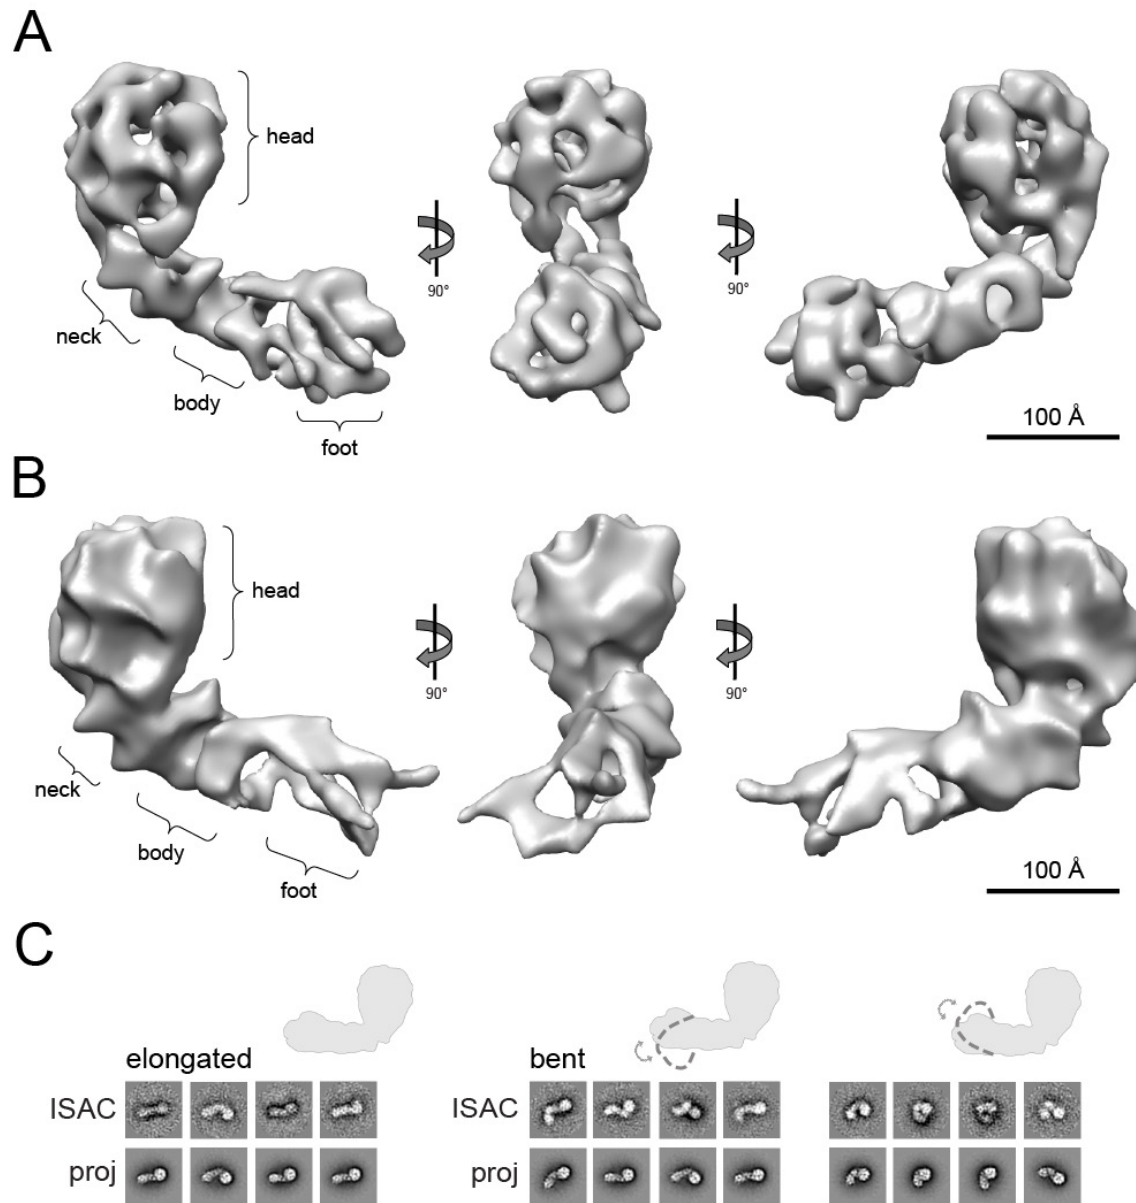 A
head
neck
body
foot
90°
90°
100 Å
B
head
neck
body
foot
90°
90°
100 Å
C
elongated
bent
ISAC
ISAC
proj
proj